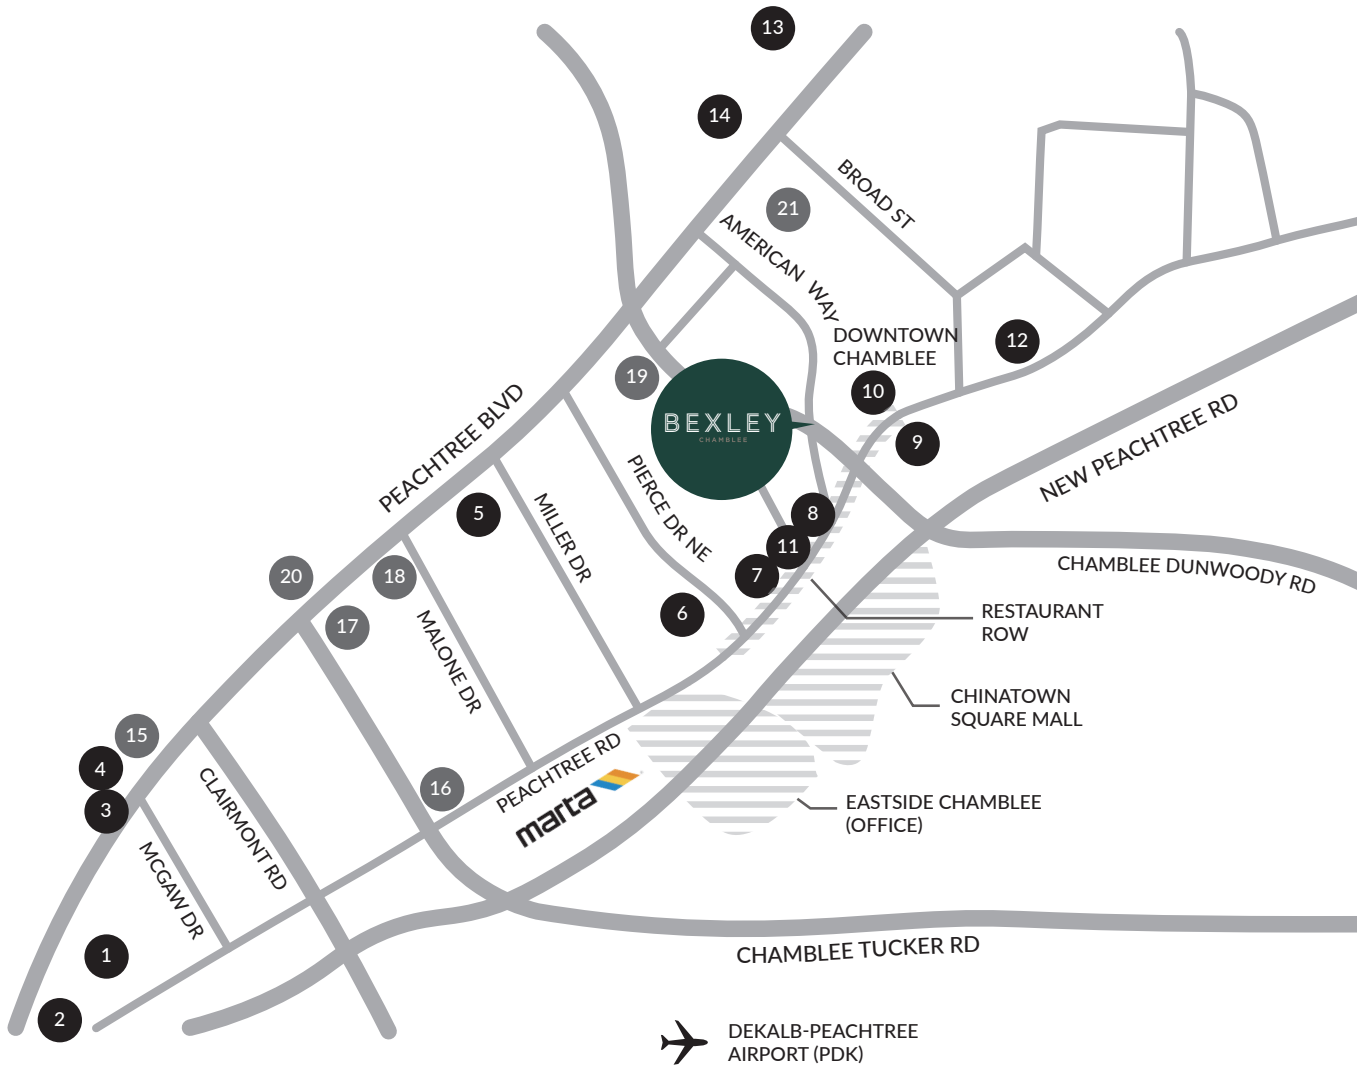 13
14
BROAD ST
21
AMERICAN WAY
DOWNTOWN
CHAMBLEE
12
19
10
BEXLEY
CHAMBLEE
9
PEACHTREE BLVD
NEW PEACHTREE RD
PIERCE DR NE
5
MILLER DR
8
11
7
CHAMBLEE DUNWOODY RD
20
18
17
6
MALONE DR
RESTAURANT
ROW
CHINATOWN
SQUARE MALL
15
4
3
CLAIRMONT RD
16
PEACHTREE RD
marta
EASTSIDE CHAMBLEE
(OFFICE)
MCGAW DR
1
CHAMBLEE TUCKER RD
2
DEKALB-PEACHTREE
AIRPORT (PDK)